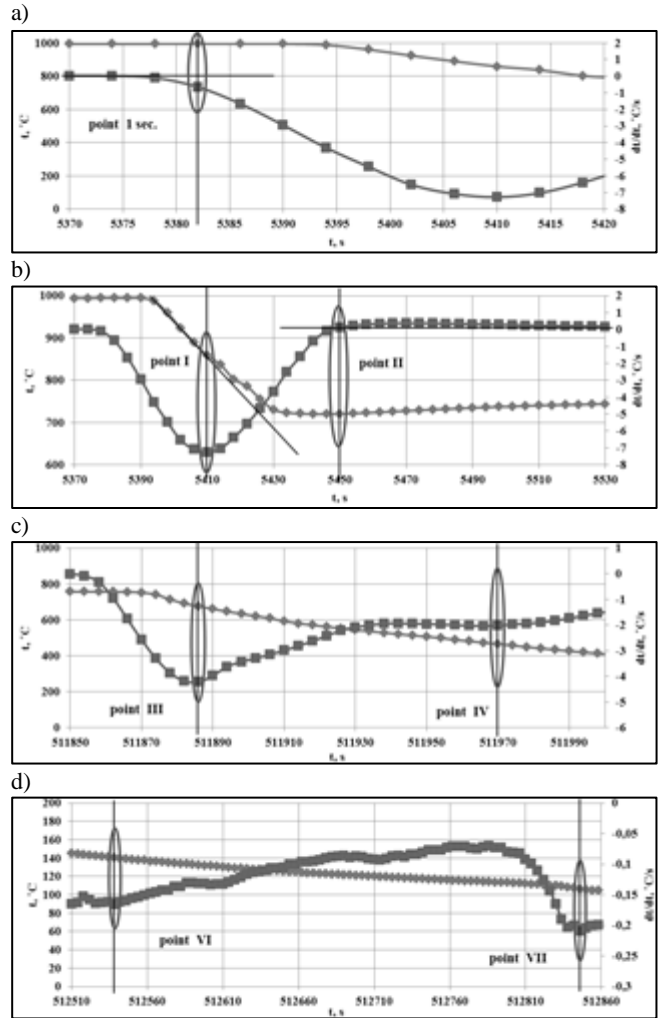 a)
1000
800
600
400
200
0
t, °C
point 1 sec.
2
1
0
-1
-2
-3
-4
-5
-6
-7
-8
dt/dt, °C/s
5370 5375 5380 5385 5390 5395 5400 5405 5410 5415 5420
t, s
b)
1000
900
800
700
600
t, °C
point I
point II
2
1
0
-1
-2
-3
-4
-5
-6
-7
-8
dt/dt, °C/s
5370 5390 5410 5430 5450 5470 5490 5510 5530
t, s
c)
1000
800
600
400
200
0
t, °C
point III
point IV
1
0
-1
-2
-3
-4
-5
-6
dt/dt, °C/s
511850 511870 511890 511910 511930 511950 511970 511990
t, s
d)
200
180
160
140
120
100
80
60
40
20
0
t, °C
point VI
point VII
0
-0,05
-0,1
-0,15
-0,2
-0,25
-0,3
dt/dt, °C/s
512510 512560 512610 512660 512710 512760 512810 512860
t, s